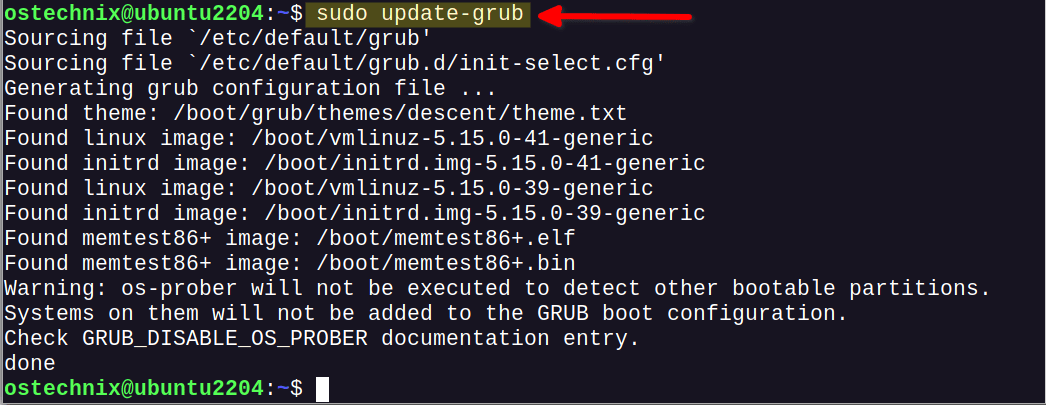 ostechnix@ubuntu2204:~$ sudo update-grub
Sourcing file `/etc/default/grub'
Sourcing file `/etc/default/grub.d/init-select.cfg'
Generating grub configuration file ...
Found theme: /boot/grub/themes/descent/theme.txt
Found linux image: /boot/vmlinuz-5.15.0-41-generic
Found initrd image: /boot/initrd.img-5.15.0-41-generic
Found linux image: /boot/vmlinuz-5.15.0-39-generic
Found initrd image: /boot/initrd.img-5.15.0-39-generic
Found memtest86+ image: /boot/memtest86+.elf
Found memtest86+ image: /boot/memtest86+.bin
Warning: os-prober will not be executed to detect other bootable partitions.
Systems on them will not be added to the GRUB boot configuration.
Check GRUB_DISABLE_OS_PROBER documentation entry.
done
ostechnix@ubuntu2204:~$